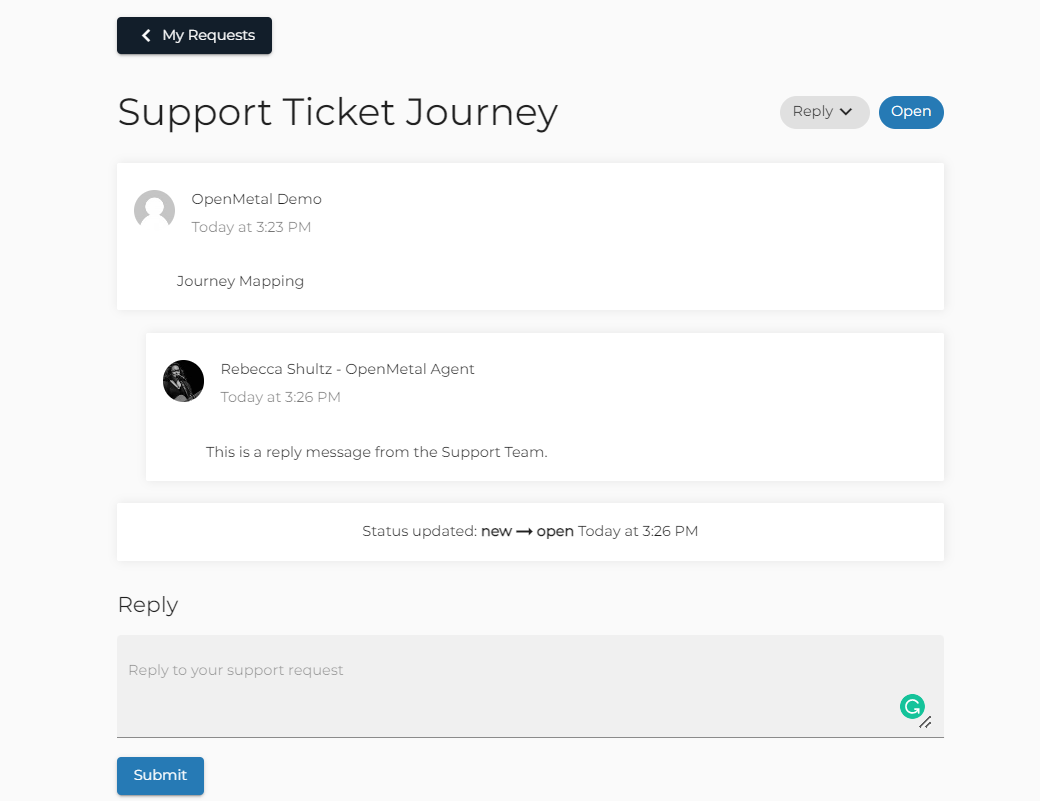 My Requests
Support Ticket Journey
Reply
Open
OpenMetal Demo
Today at 3:23 PM
Journey Mapping
Rebecca Shultz - OpenMetal Agent
Today at 3:26 PM
This is a reply message from the Support Team.
Status updated: new → open Today at 3:26 PM
Reply
Reply to your support request
G
Submit